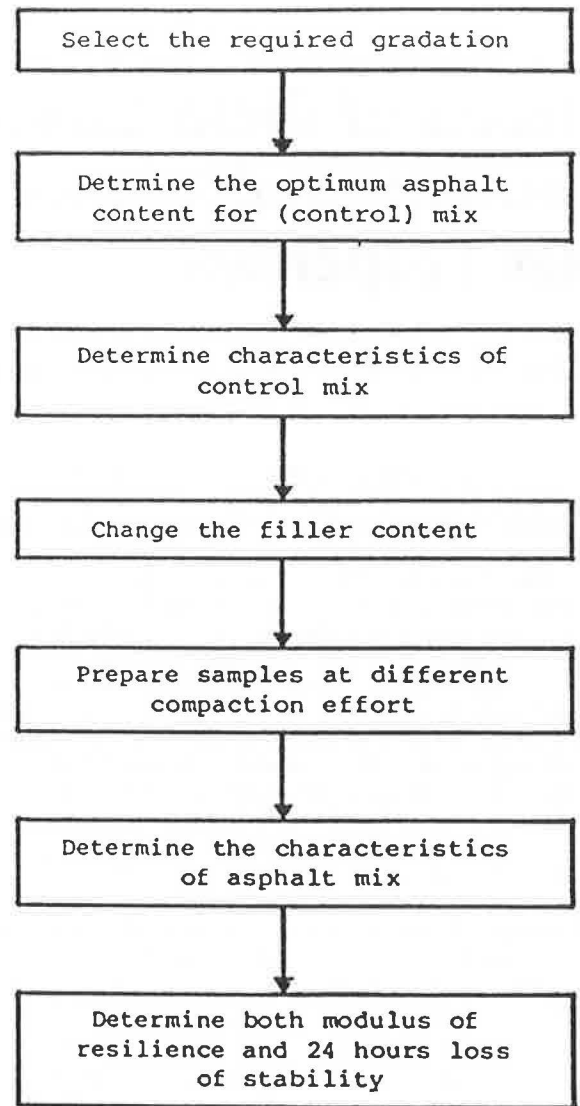 Select the required gradation
Detrmine the optimum asphalt
content for (control) mix
Determine characteristics of
control mix
Change the filler content
Prepare samples at different
compaction effort
Determine the characteristics
of asphalt mix
Determine both modulus of
resilience and 24 hours loss
of stability